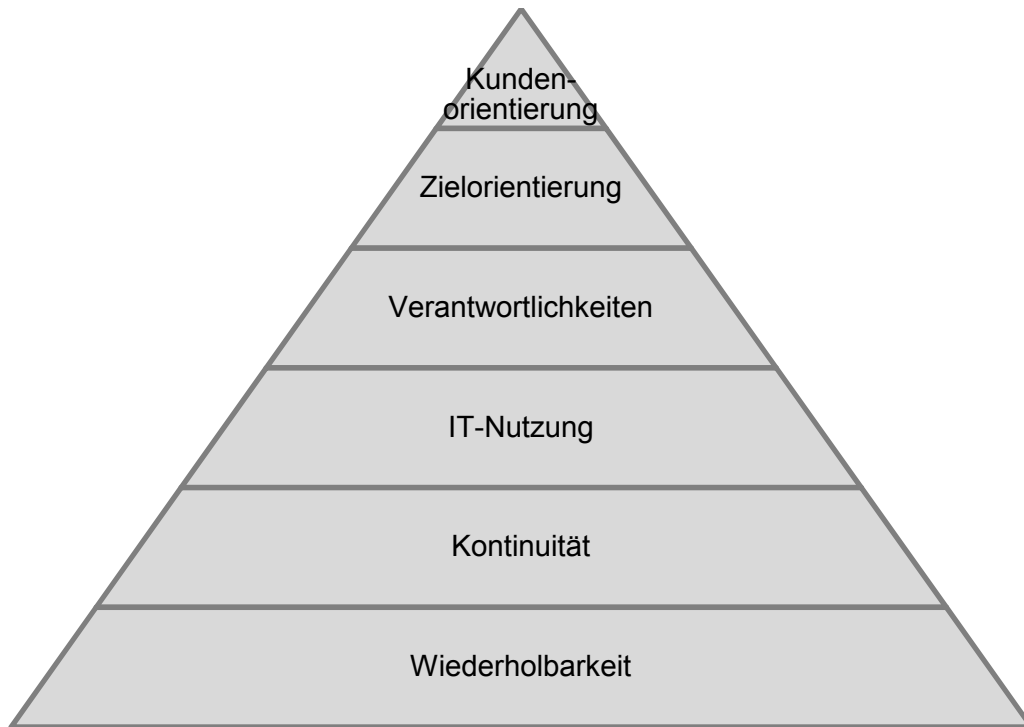 Kunden-
orientierung
Zielorientierung
Verantwortlichkeiten
IT-Nutzung
Kontinuität
Wiederholbarkeit